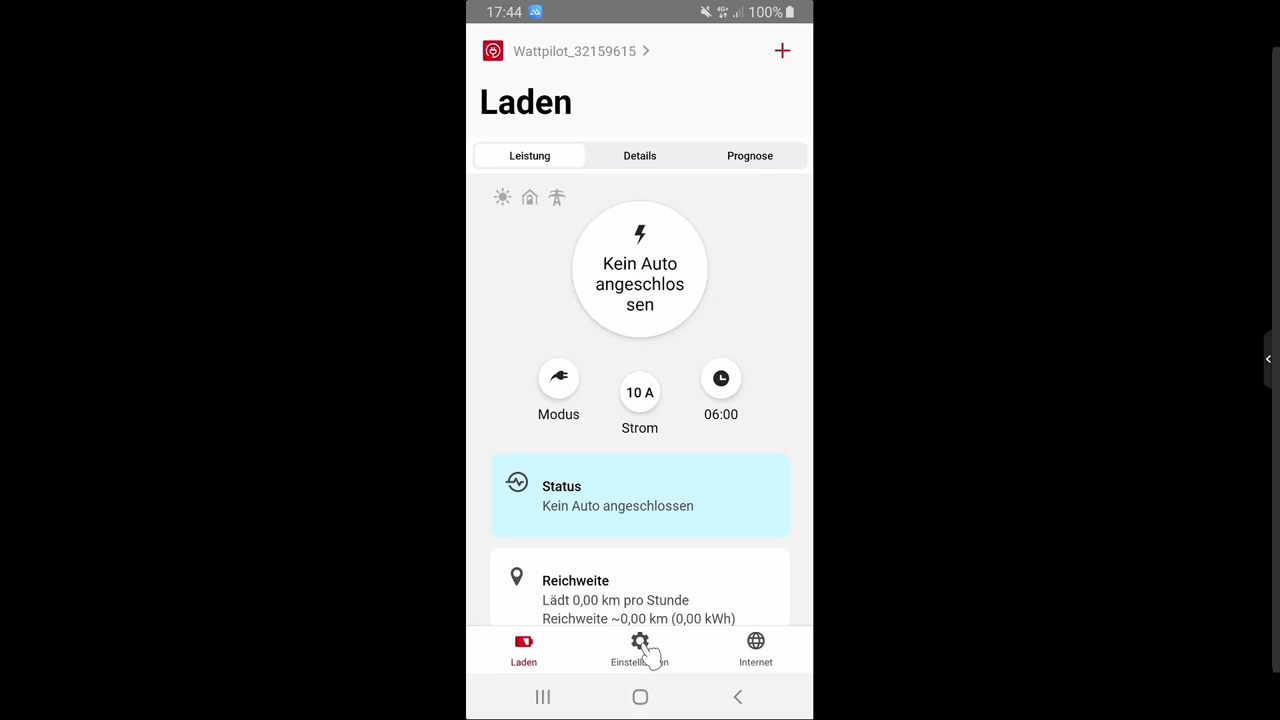 17:44
4G+
100%
Wattpilot_32159615
Laden
Leistung
Details
Prognose
Kein Auto
angeschlos
sen
Modus
10 A
Strom
06:00
Status
Kein Auto angeschlossen
Reichweite
Lädt 0,00 km pro Stunde
Reichweite ~0,00 km (0,00 kWh)
Laden
Internet